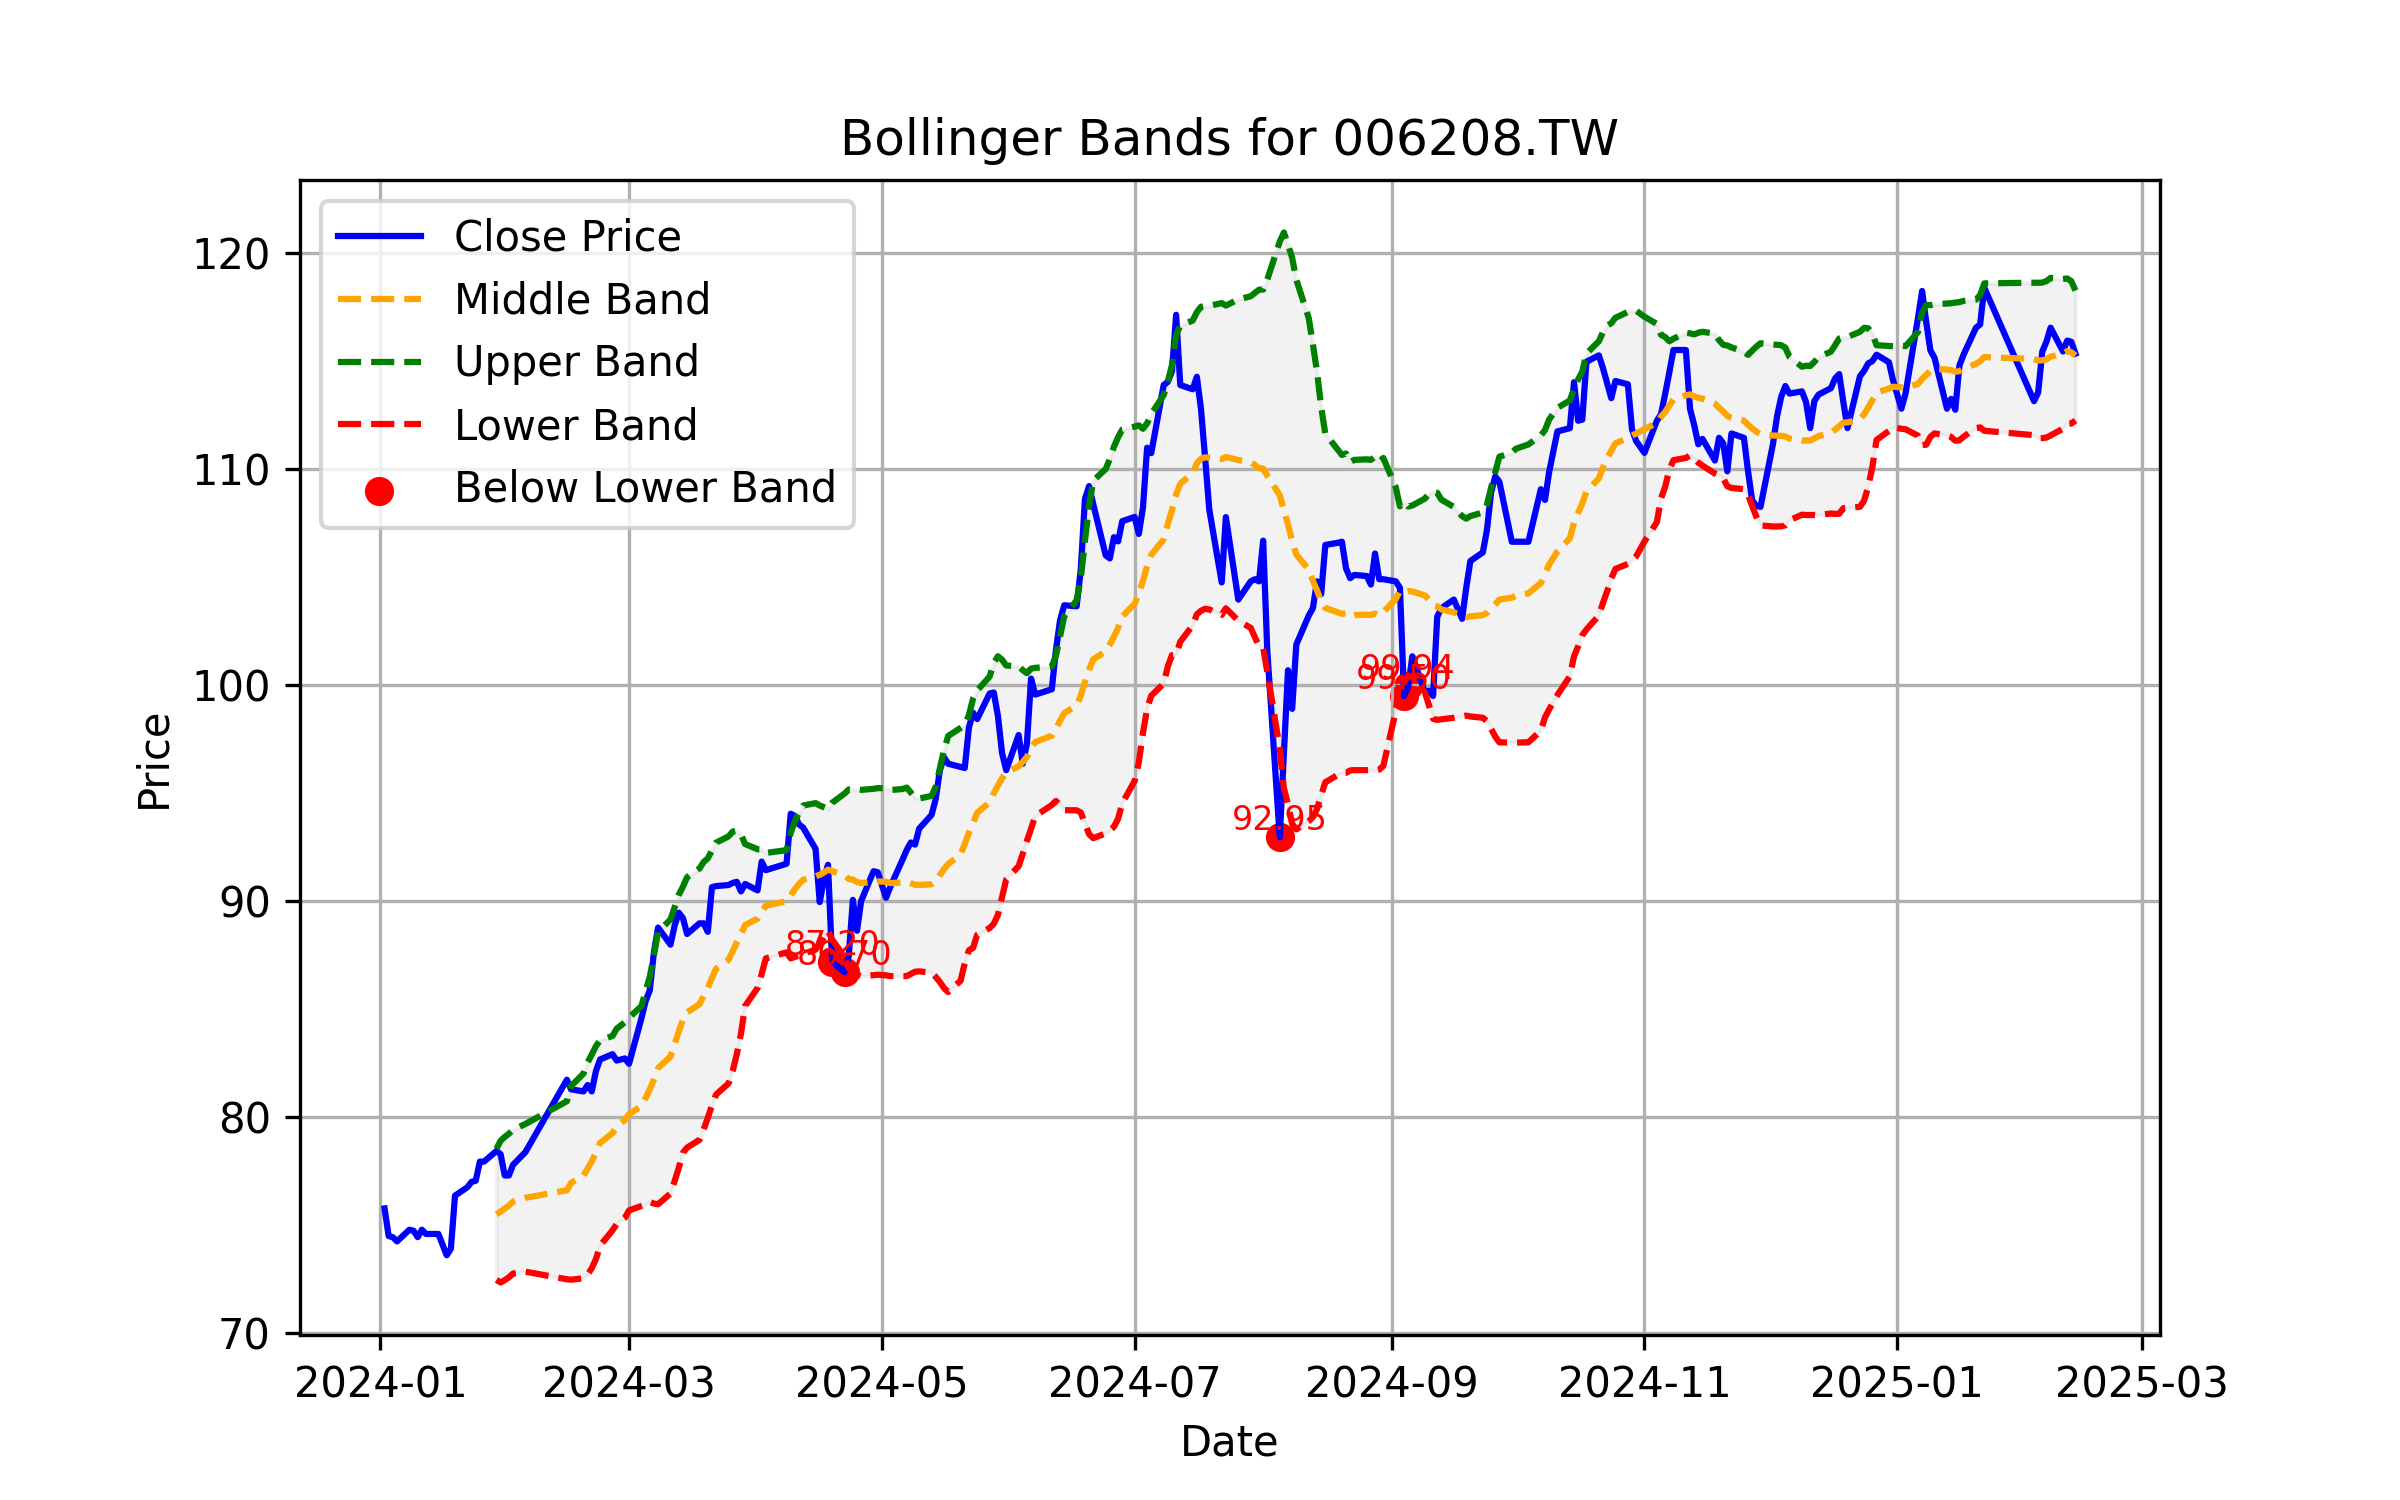 Bollinger Bands for 006208.TW
Close Price
Middle Band
Upper Band
Lower Band
Below Lower Band
120
110
100
90
80
70
Price
87.20
92.95
2024-01
2024-03
2024-05
2024-07
2024-09
2024-11
2025-01
2025-03
Date